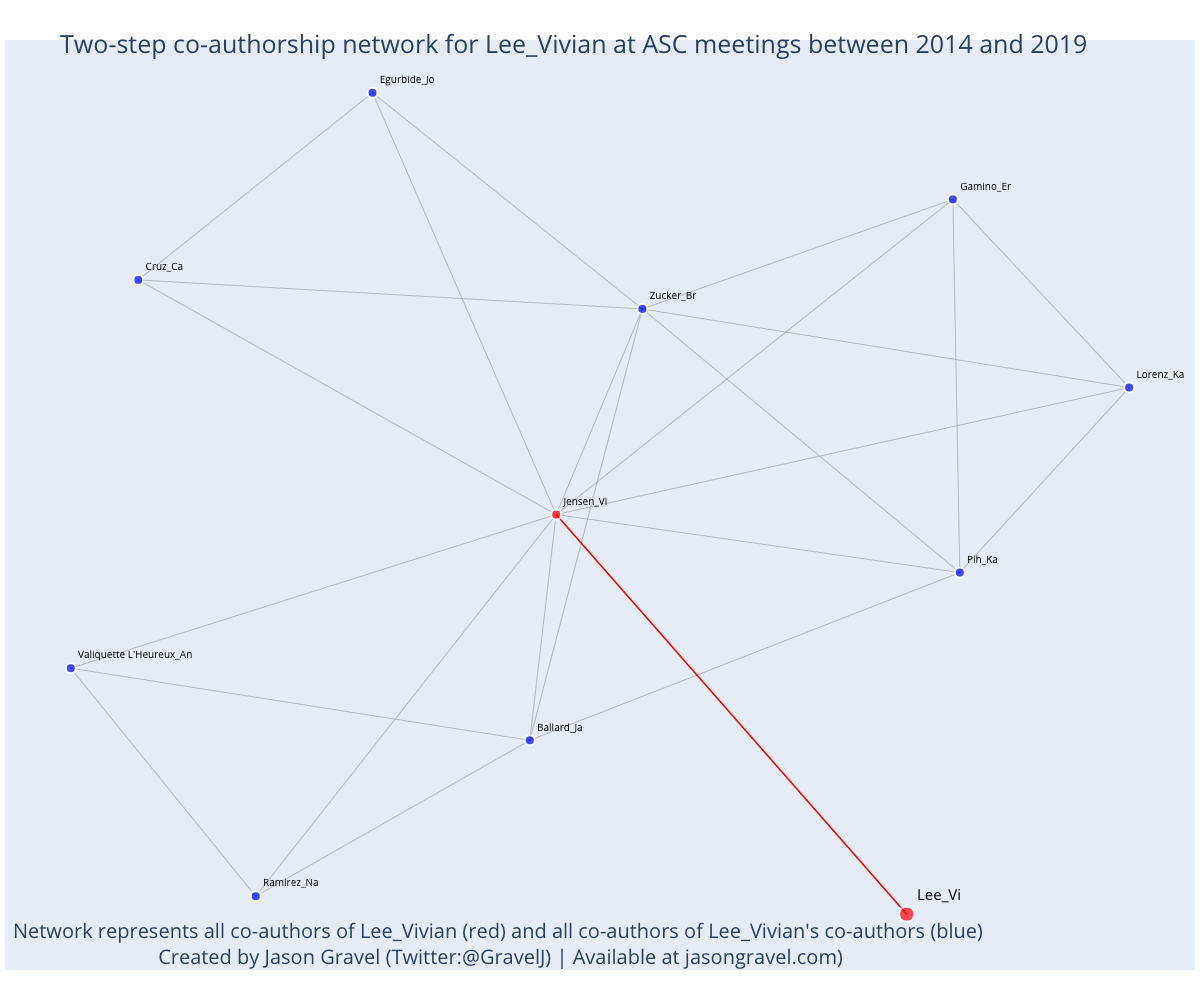 Two-step co-authorship network for Lee_Vivian at ASC meetings between 2014 and 2019
Egurbide_Jo
Gamino_Er
Cruz_Ca
Zucker_Br
Lorenz_Ka
Jensen_Vi
Pih_Ka
Valiquette L'Heureux_An
Ballard_Ja
Ramirez_Na
Lee_Vi
Network represents all co-authors of Lee_Vivian (red) and all co-authors of Lee_Vivian's co-authors (blue)
Created by Jason Gravel (Twitter:@GravelJ) | Available at jasongravel.com)